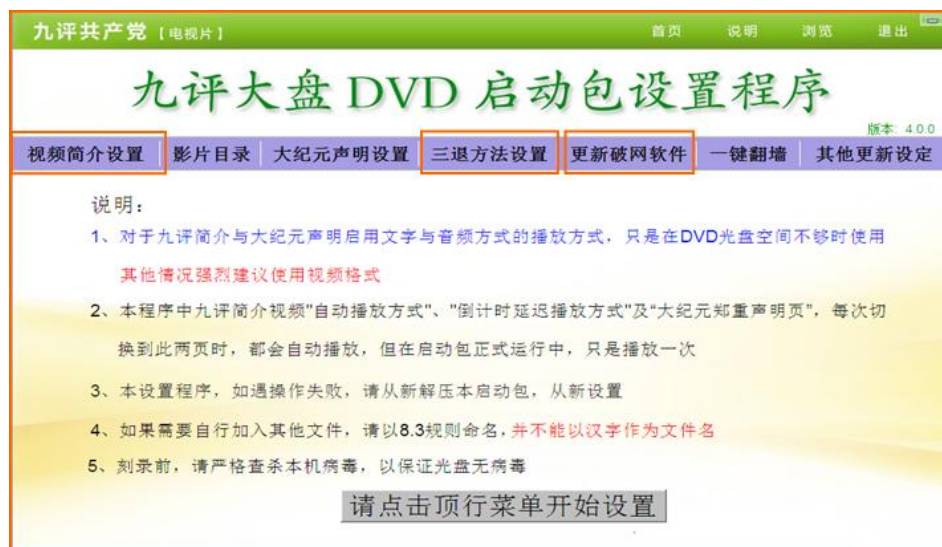 九评共产党【电视片】 首页 说明 浏览 退出
九评大盘 DVD 启动包设置程序
版本: 4.0.0
视频简介设置 影片目录 大纪元声明设置 三退方法设置 更新破网软件 一键翻墙 其他更新设定
说明:
1、对于九评简介与大纪元声明启用文字与音频方式的播放方式，只是在DVD光盘空间不够时使用
其他情况强烈建议使用视频格式
2、本程序中九评简介视频"自动播放方式"、"倒计时延迟播放方式"及“大纪元郑重声明页”，每次切
换到此两页时，都会自动播放，但在启动包正式运行中，只是播放一次
3、本设置程序，如遇操作失败，请从新解压本启动包，从新设置
4、如果需要自行加入其他文件，请以8.3规则命名,并不能以汉字作为文件名
5、刻录前，请严格查杀本机病毒，以保证光盘无病毒
请点击顶行菜单开始设置